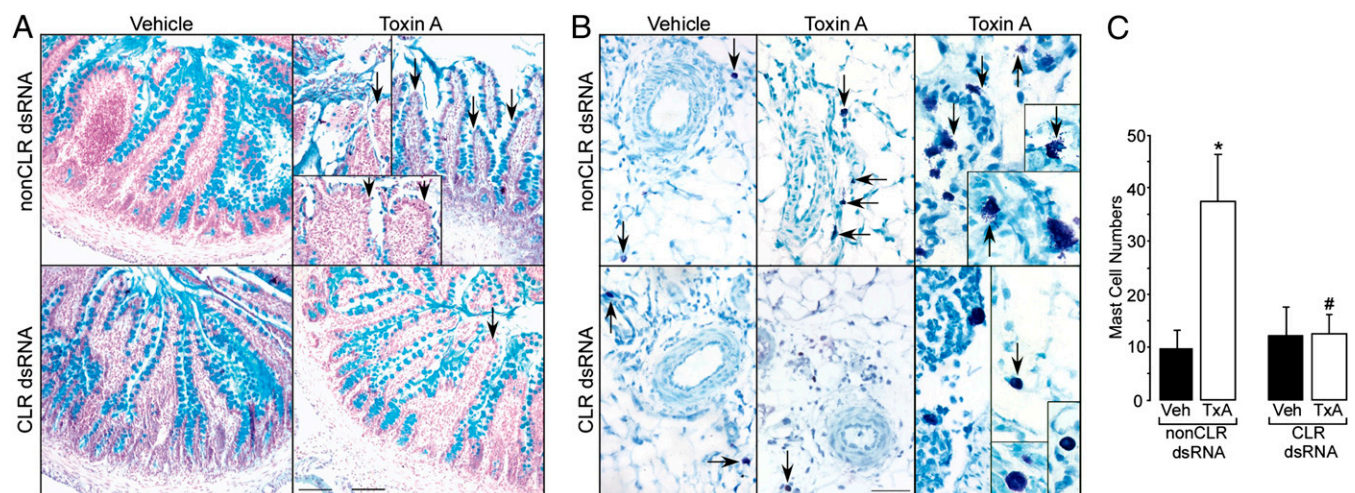 A
Vehicle
Toxin A
nonCLR dsRNA
CLR dsRNA
B
Vehicle
Toxin A
Toxin A
nonCLR dsRNA
CLR dsRNA
C
Mast Cell Numbers
50
40
30
20
10
0
*
#
Veh
TxA
Veh
TxA
nonCLR
dsRNA
CLR
dsRNA